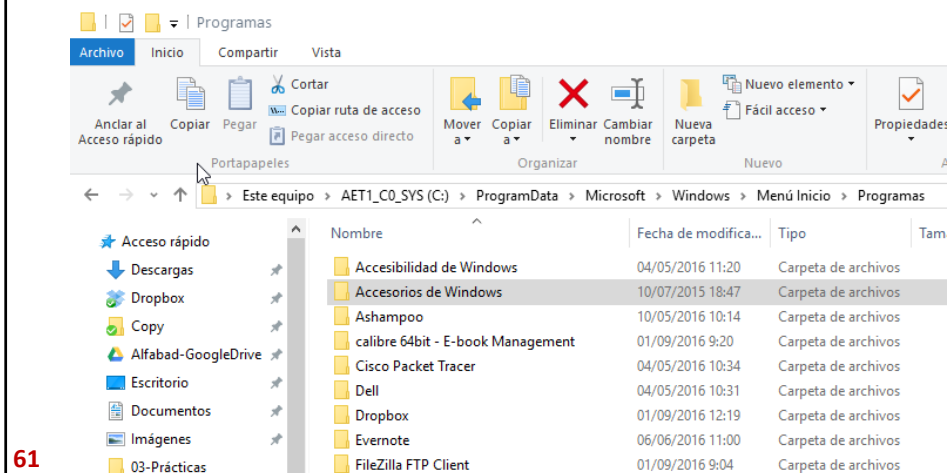 Programas
Archivo Inicio Compartir Vista
Anclar al Acceso rápido
Copiar
Pegar
Cortar
Copiar ruta de acceso
Pegar acceso directo
Mover a
Copiar a
Eliminar
Cambiar nombre
Nueva carpeta
Nuevo elemento
Fácil acceso
Propiedades
Portapapeles Organizar Nuevo A
Este equipo > AET1_C0_SYS (C:) > ProgramData > Microsoft > Windows > Menú Inicio > Programas
Acceso rápido
Descargas
Dropbox
Copy
Alfabad-GoogleDrive
Escritorio
Documentos
Imágenes
03-Prácticas
Nombre Fecha de modifica... Tipo Tam
Accesibilidad de Windows 04/05/2016 11:20 Carpeta de archivos
Accesorios de Windows 10/07/2015 18:47 Carpeta de archivos
Ashampoo 10/05/2016 10:14 Carpeta de archivos
calibre 64bit - E-book Management 01/09/2016 9:20 Carpeta de archivos
Cisco Packet Tracer 04/05/2016 10:34 Carpeta de archivos
Dell 04/05/2016 10:31 Carpeta de archivos
Dropbox 01/09/2016 12:19 Carpeta de archivos
Evernote 06/06/2016 11:00 Carpeta de archivos
FileZilla FTP Client 01/09/2016 9:04 Carpeta de archivos
61